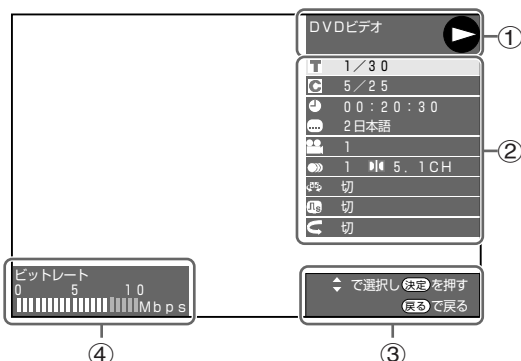 DVDビデオ
①
T 1／30
C 5／25
00：20：30
2日本語
1
1 5．1CH
切
切
切
②
ビットレート
0 5 10
Mbps
で選択し 決定 を押す
戻る で戻る
④
③